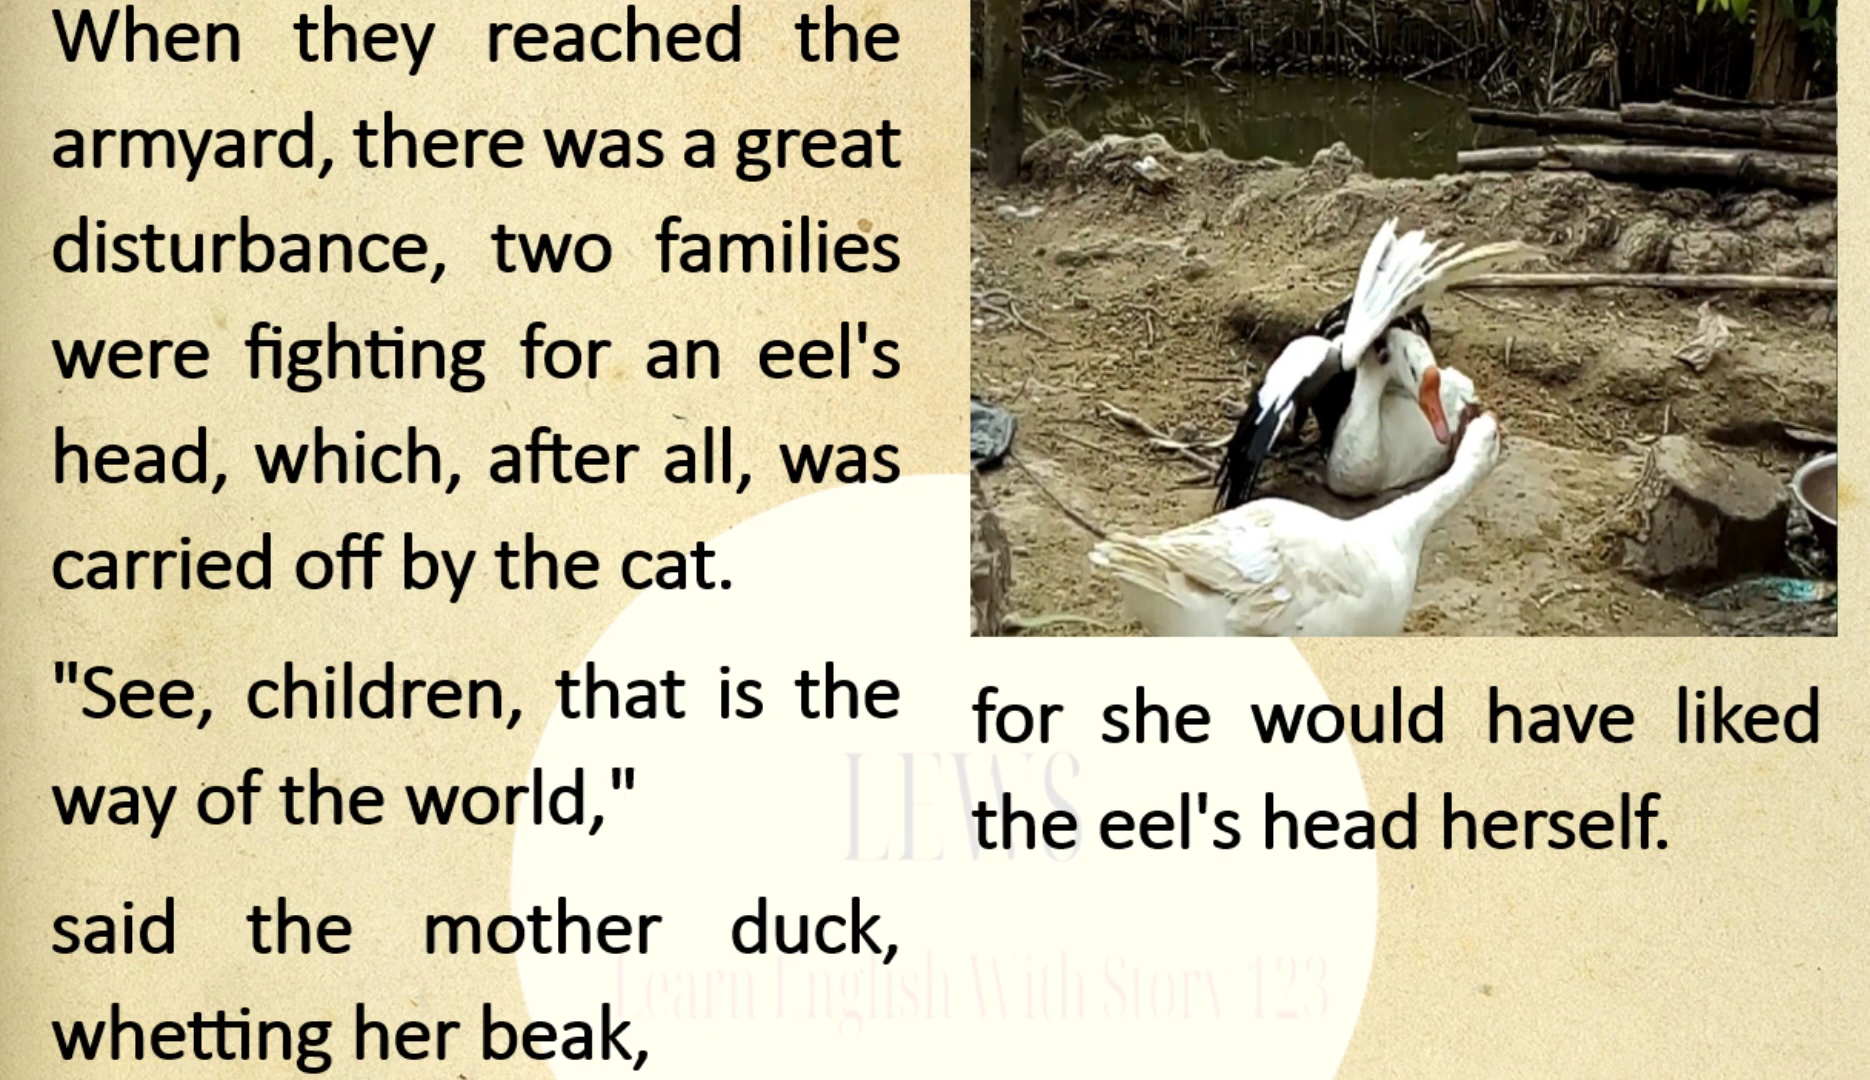 When they reached the
armyard, there was a great
disturbance, two families
were fighting for an eel's
head, which, after all, was
carried off by the cat.
"See, children, that is the
way of the world,"
said the mother duck,
whetting her beak,
for she would have liked
the eel's head herself.
LEWS
Learn English With Story 123